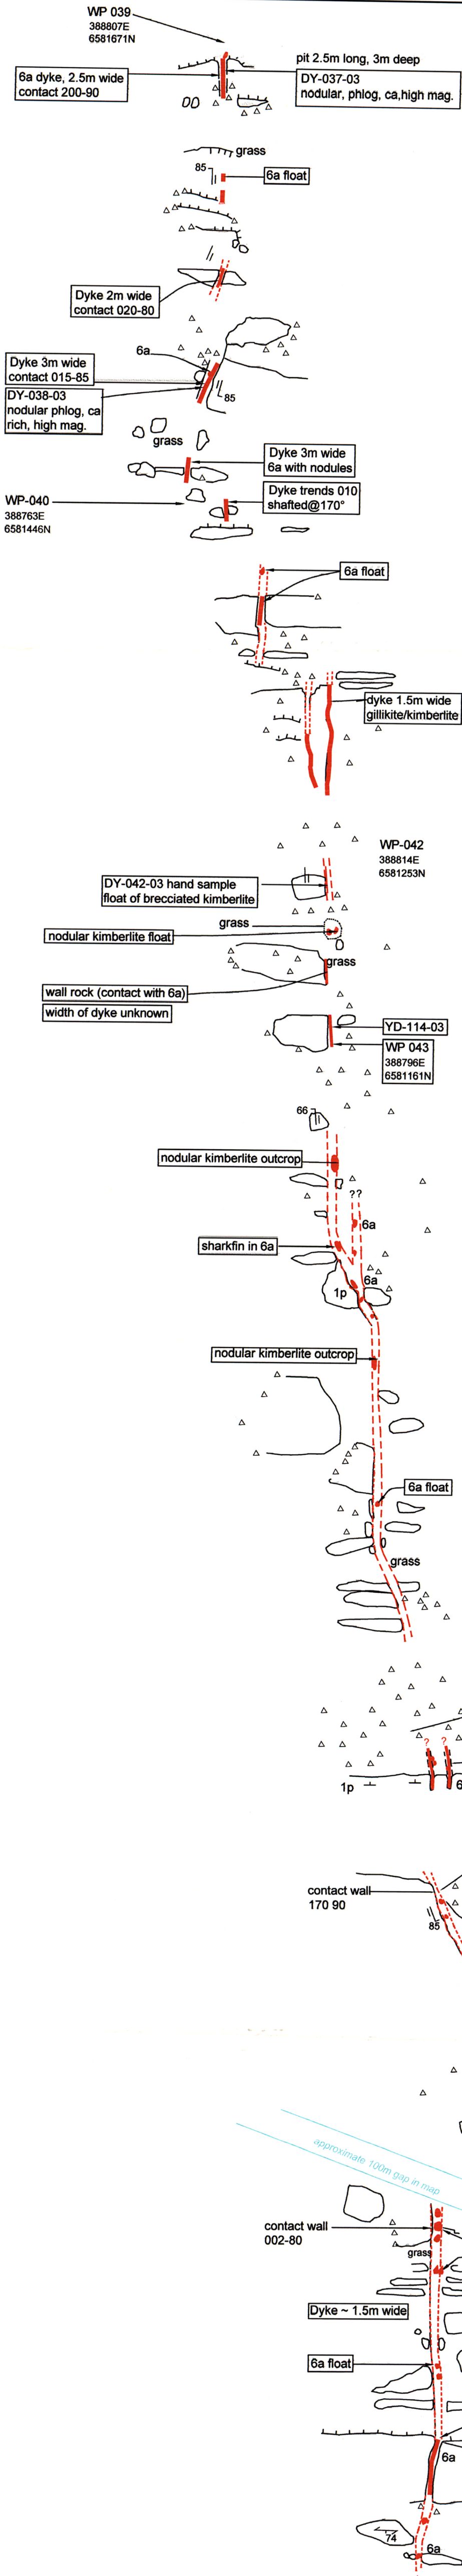 WP 039
388807E
6581671N
pit 2.5m long, 3m deep
6a dyke, 2.5m wide
contact 200-90
DY-037-03
nodular, phlog, ca,high mag.
grass
85
6a float
Dyke 2m wide
contact 020-80
6a
Dyke 3m wide
contact 015-85
DY-038-03
nodular phlog, ca
rich, high mag.
85
grass
Dyke 3m wide
6a with nodules
WP-040
388763E
6581446N
Dyke trends 010
shafted@170°
6a float
dyke 1.5m wide
gillikite/kimberlite
WP-042
388814E
6581253N
DY-042-03 hand sample
float of brecciated kimberlite
grass
nodular kimberlite float
grass
wall rock (contact with 6a)
width of dyke unknown
YD-114-03
WP 043
388796E
6581161N
66
nodular kimberlite outcrop
??
6a
sharkfin in 6a
6a
1p
nodular kimberlite outcrop
6a float
grass
? ?
1p
6
contact wall
170 90
85
approximate 100m gap in map
contact wall
002-80
grass
Dyke ~ 1.5m wide
6a float
6a
74
6a